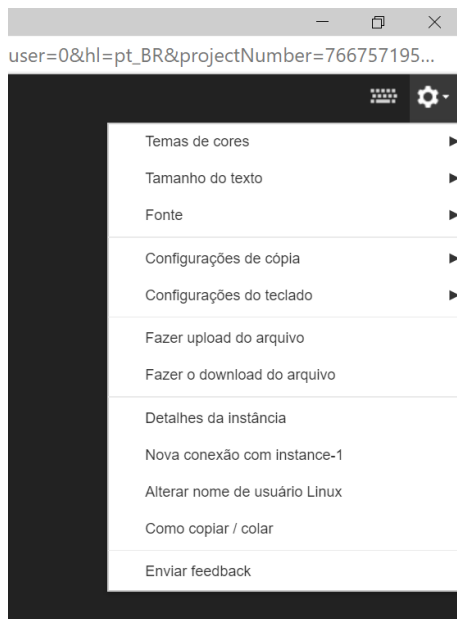 user=0&hl=pt_BR&projectNumber=766757195...
Temas de cores
Tamanho do texto
Fonte
Configurações de cópia
Configurações do teclado
Fazer upload do arquivo
Fazer o download do arquivo
Detalhes da instância
Nova conexão com instance-1
Alterar nome de usuário Linux
Como copiar / colar
Enviar feedback